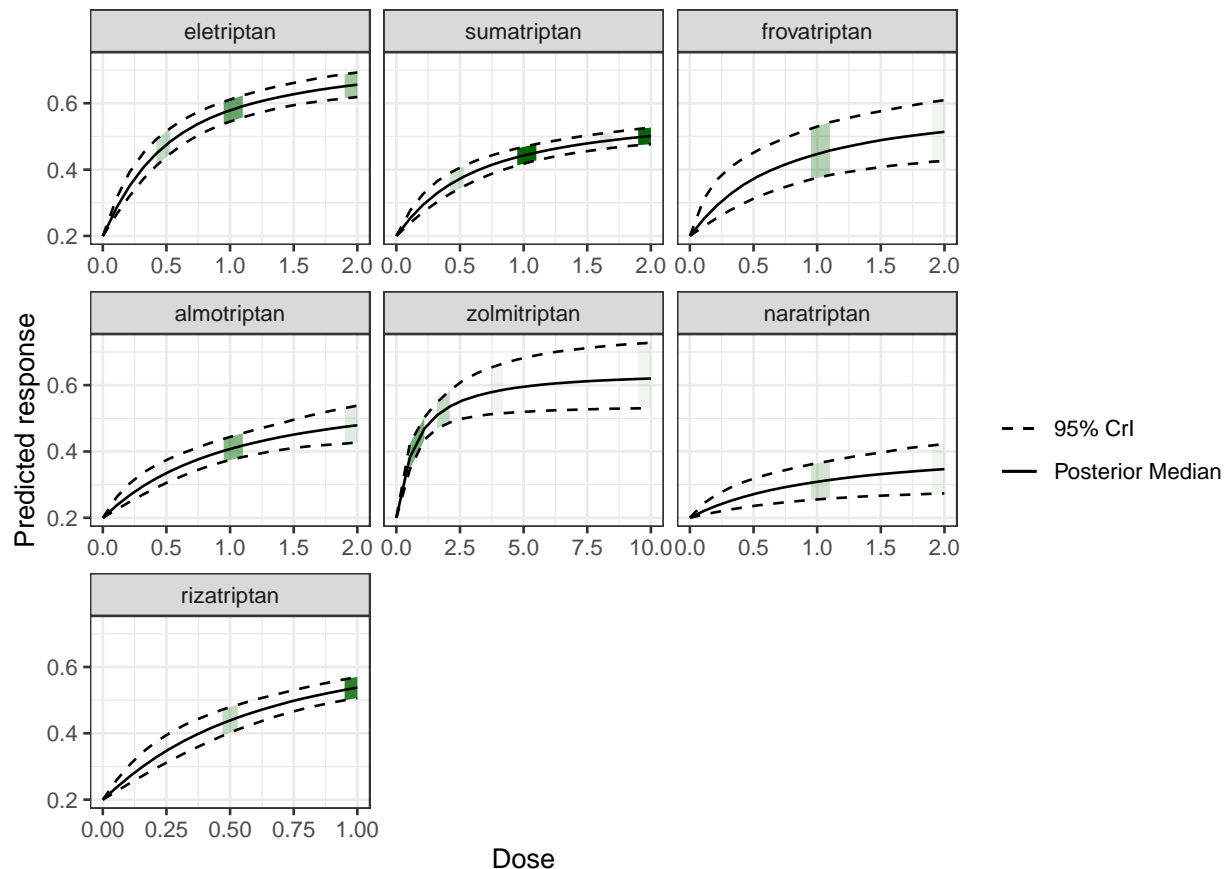 eletriptan sumatriptan frovatriptan
0.6
0.4
0.2
0.0 0.5 1.0 1.5 2.0 0.0 0.5 1.0 1.5 2.0 0.0 0.5 1.0 1.5 2.0
almotriptan zolmitriptan naratriptan
0.6
0.4
0.2
0.0 0.5 1.0 1.5 2.0 0.0 2.5 5.0 7.5 10.0 0.0 0.5 1.0 1.5 2.0
Predicted response
95% CrI
Posterior Median
rizatriptan
0.6
0.4
0.2
0.00 0.25 0.50 0.75 1.00
Dose